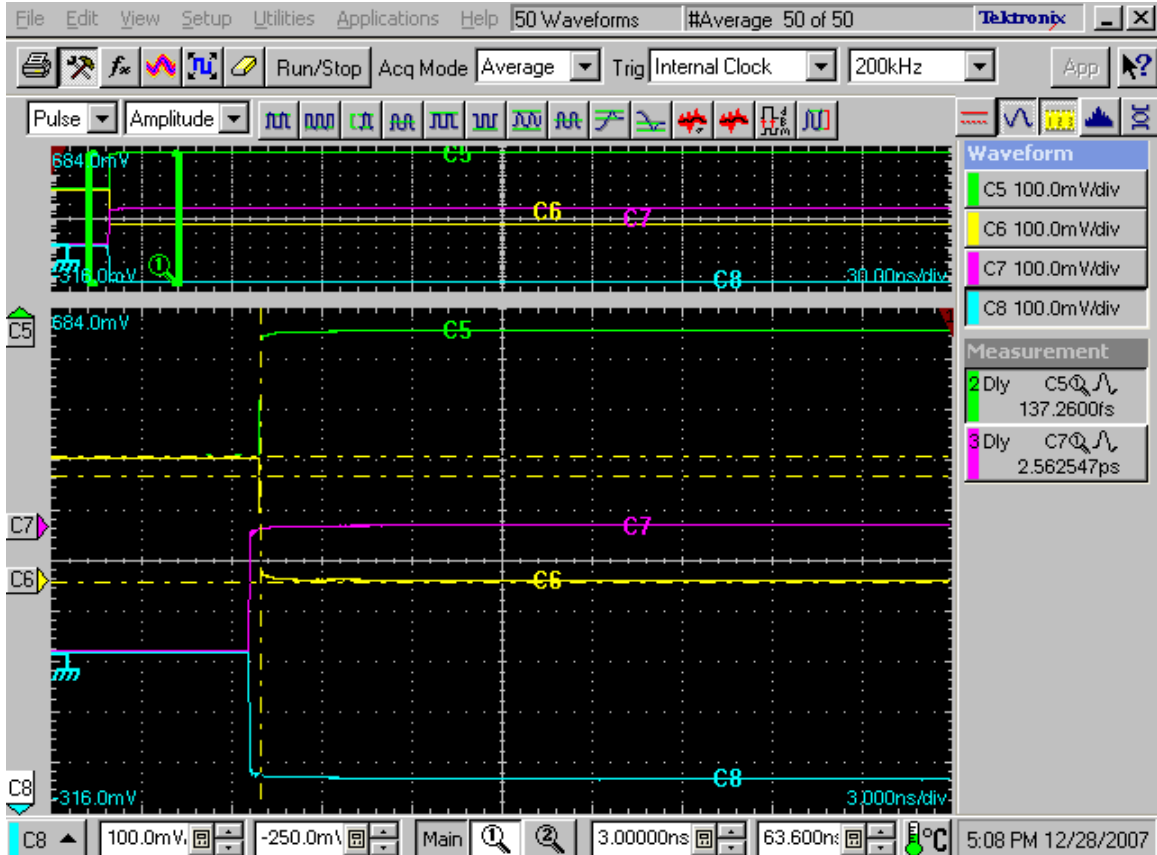 File Edit View Setup Utilities Applications Help 50 Waveforms #Average 50 of 50 Tektronix
Run/Stop Acq Mode Average Trig Internal Clock 200kHz App
Pulse Amplitude
684.0mV C5
C6 C7
-316.0mV C8 30.00ns/div
684.0mV
C5 C5
C7 C7
C6 C6
C8 C8
-316.0mV 3.000ns/div
Waveform
C5 100.0mV/div
C6 100.0mV/div
C7 100.0mV/div
C8 100.0mV/div
Measurement
2 Dly C5
137.2600fs
3 Dly C7
2.562547ps
C8 100.0mV, -250.0m Main 1 2 3.00000ns 63.600n °C 5:08 PM 12/28/2007